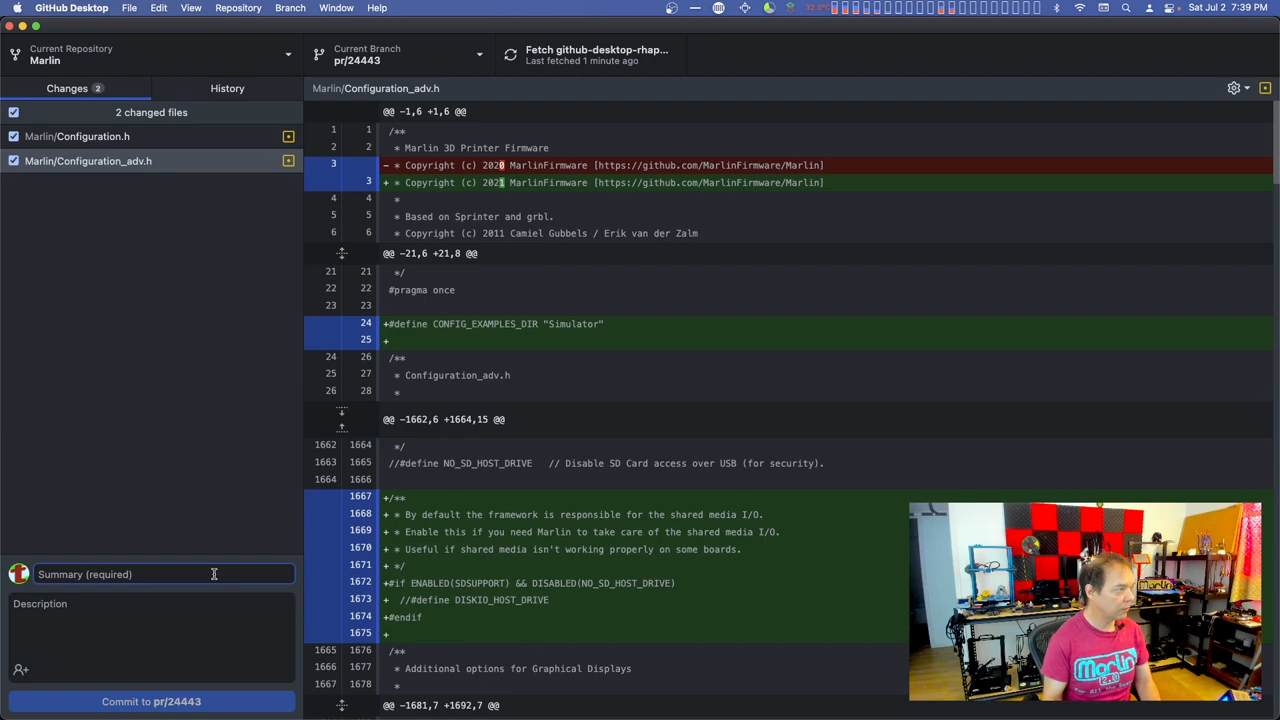 GitHub Desktop File Edit View Repository Branch Window Help
32.0°C Sat Jul 2 7:39 PM
Current Repository
Marlin
Current Branch
pr/24443
Fetch github-desktop-rhap...
Last fetched 1 minute ago
Changes 2
History
Marlin/Configuration_adv.h
2 changed files
Marlin/Configuration.h
Marlin/Configuration_adv.h
@@ -1,6 +1,6 @@
1 1 /**
2 2 * Marlin 3D Printer Firmware
3 - * Copyright (c) 2020 MarlinFirmware [https://github.com/MarlinFirmware/Marlin]
3 + * Copyright (c) 2021 MarlinFirmware [https://github.com/MarlinFirmware/Marlin]
4 4 *
5 5 * Based on Sprinter and grbl.
6 6 * Copyright (c) 2011 Camiel Gubbels / Erik van der Zalm
@@ -21,6 +21,8 @@
21 21 */
22 22 #pragma once
23 23
24 +#define CONFIG_EXAMPLES_DIR "Simulator"
25 +
24 26 /**
25 27 * Configuration_adv.h
26 28 *
@@ -1662,6 +1664,15 @@
1662 1664 */
1663 1665 //#define NO_SD_HOST_DRIVE // Disable SD Card access over USB (for security).
1664 1666
1667 +/**
1668 + * By default the framework is responsible for the shared media I/O.
1669 + * Enable this if you need Marlin to take care of the shared media I/O.
1670 + * Useful if shared media isn't working properly on some boards.
1671 + */
1672 +#if ENABLED(SDSUPPORT) && DISABLED(NO_SD_HOST_DRIVE)
1673 + //#define DISKIO_HOST_DRIVE
1674 +#endif
1675 +
1665 1676 /**
1666 1677 * Additional options for Graphical Displays
1667 1678 *
@@ -1681,7 +1692,7 @@
Summary (required)
Description
Commit to pr/24443
Marlin